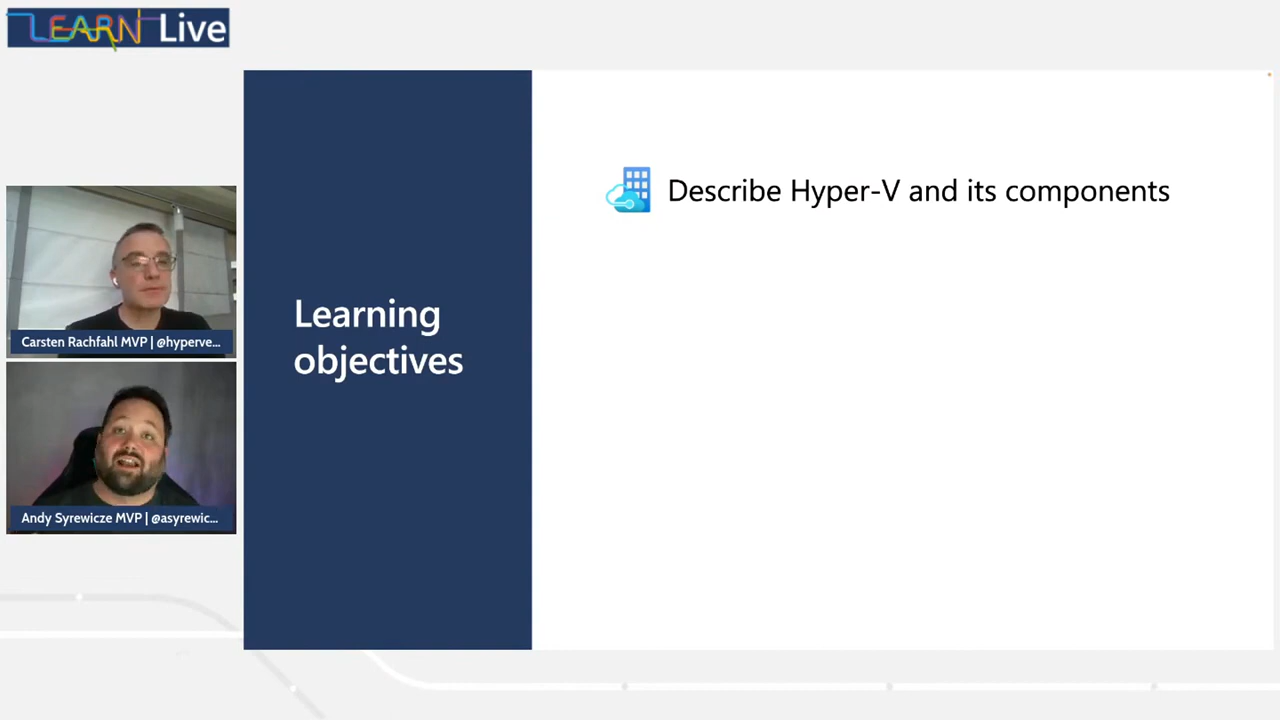 LEARN Live
Describe Hyper-V and its components
Learning
objectives
Carsten Rachfahl MVP | @hyperve...
Andy Syrewicze MVP | @asyrewic...